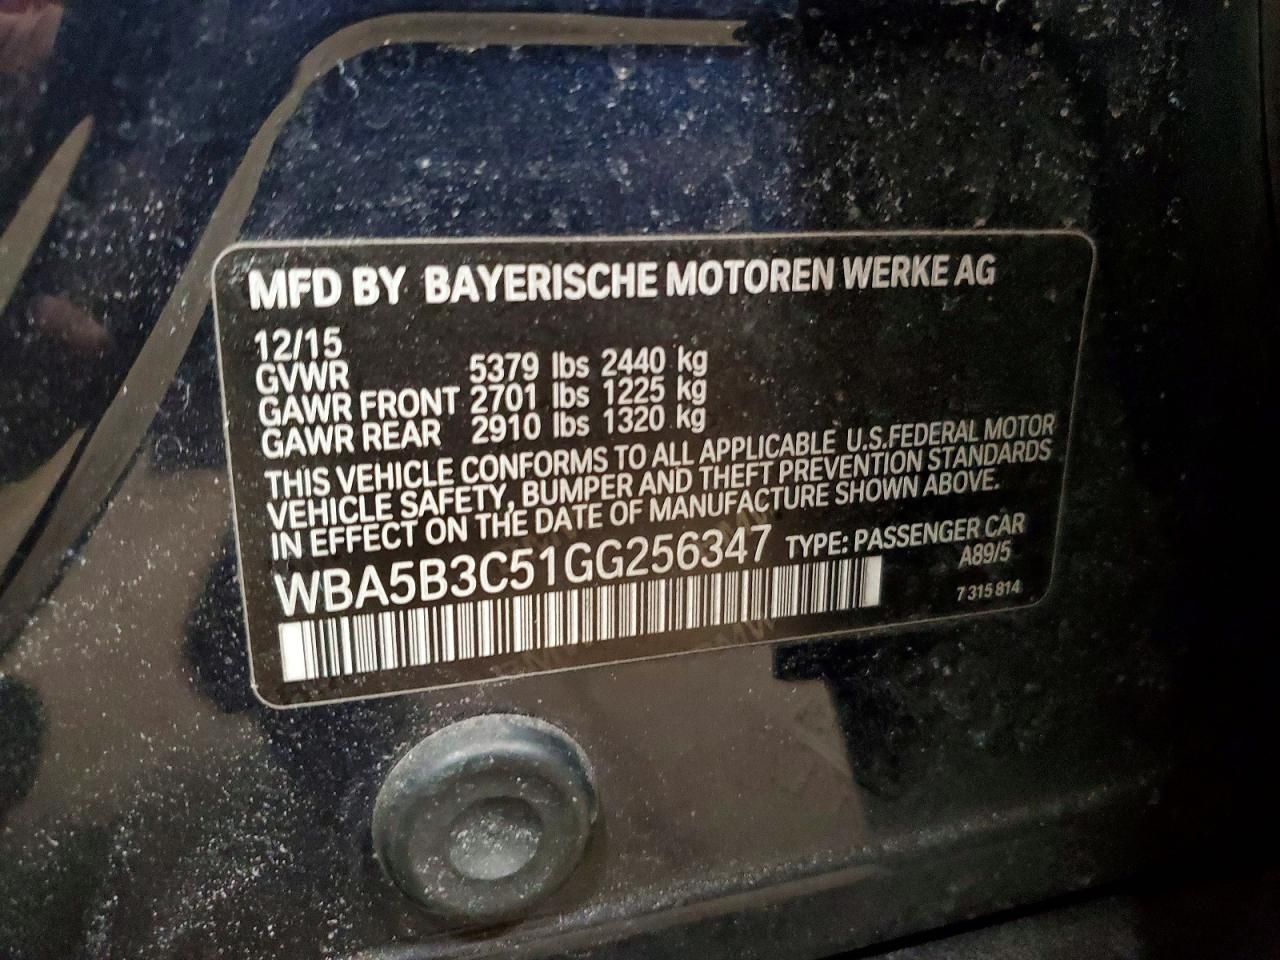 MFD BY BAYERISCHE MOTOREN WERKE AG
12/15
GVWR 5379 lbs 2440 kg
GAWR FRONT 2701 lbs 1225 kg
GAWR REAR 2910 lbs 1320 kg
THIS VEHICLE CONFORMS TO ALL APPLICABLE U.S.FEDERAL MOTOR
VEHICLE SAFETY, BUMPER AND THEFT PREVENTION STANDARDS
IN EFFECT ON THE DATE OF MANUFACTURE SHOWN ABOVE.
WBA5B3C51GG256347 TYPE: PASSENGER CAR
A89/5
7 315 814